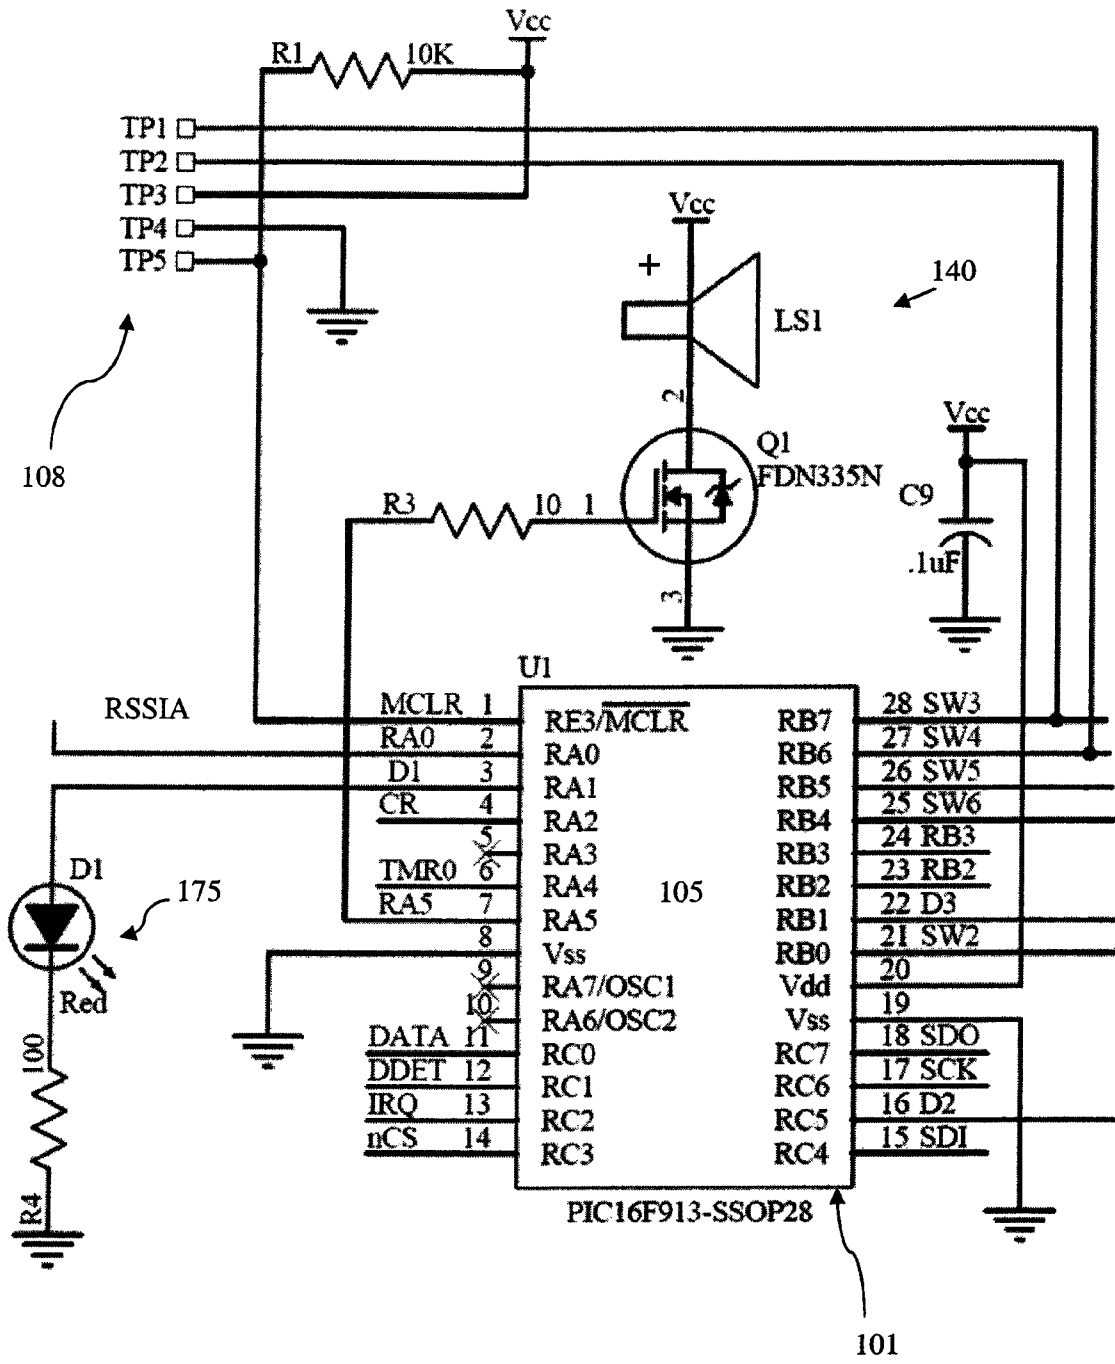 Vcc
R1 10K
TP1
TP2
TP3
TP4
TP5
108
Vcc
+
LS1
140
2
Q1
FDN335N
R3 10 1
3
Vcc
C9
.1uF
U1
RSSIA
MCLR 1 RE3/MCLR RB7 28 SW3
RA0 2 RA0 RB6 27 SW4
D1 3 RA1 RB5 26 SW5
CR 4 RA2 RB4 25 SW6
5 RA3 RB3 24 RB3
TMR0 6 RA4 RB2 23 RB2
RA5 7 RA5 RB1 22 D3
8 Vss RB0 21 SW2
9 RA7/OSC1 Vdd 20
10 RA6/OSC2 Vss 19
DATA 11 RC0 RC7 18 SDO
DDET 12 RC1 RC6 17 SCK
IRQ 13 RC2 RC5 16 D2
nCS 14 RC3 RC4 15 SDI
105
PIC16F913-SSOP28
101
D1
175
Red
100
R4